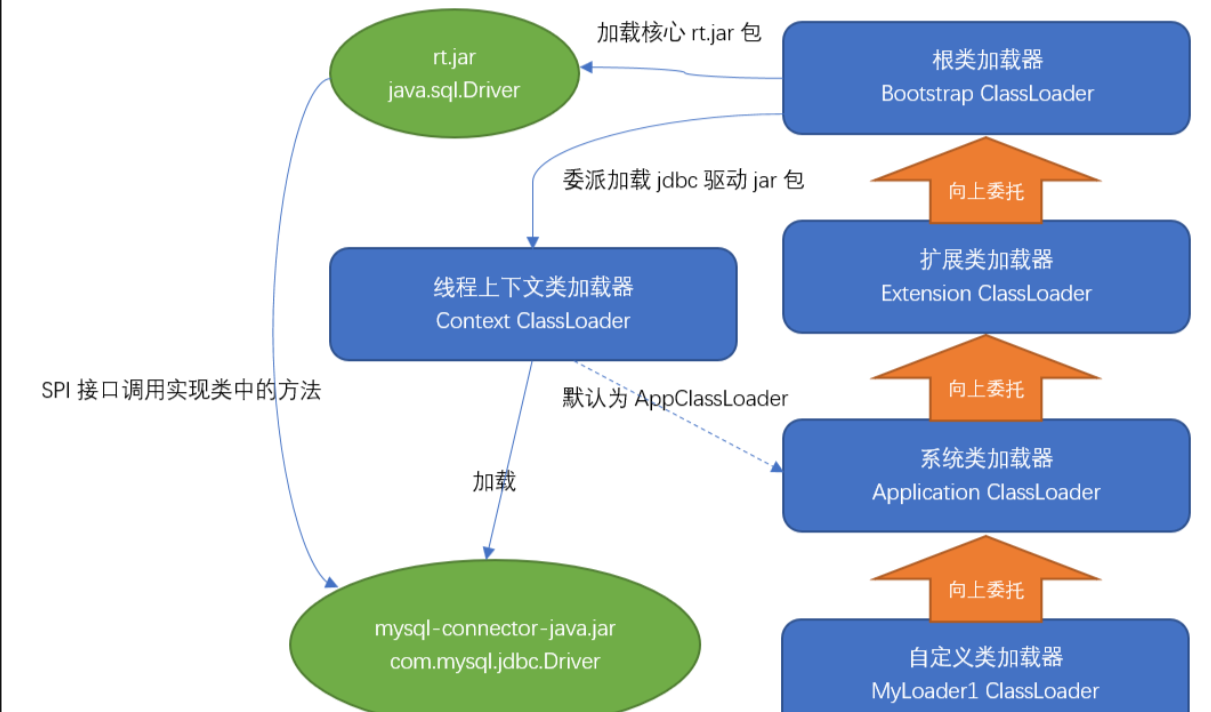 加载核心 rt.jar 包
rt.jar
java.sql.Driver
根类加载器
Bootstrap ClassLoader
委派加载 jdbc 驱动 jar 包
向上委托
线程上下文类加载器
Context ClassLoader
扩展类加载器
Extension ClassLoader
SPI 接口调用实现类中的方法
默认为 AppClassLoader
向上委托
系统类加载器
Application ClassLoader
加载
向上委托
mysql-connector-java.jar
com.mysql.jdbc.Driver
自定义类加载器
MyLoader1 ClassLoader